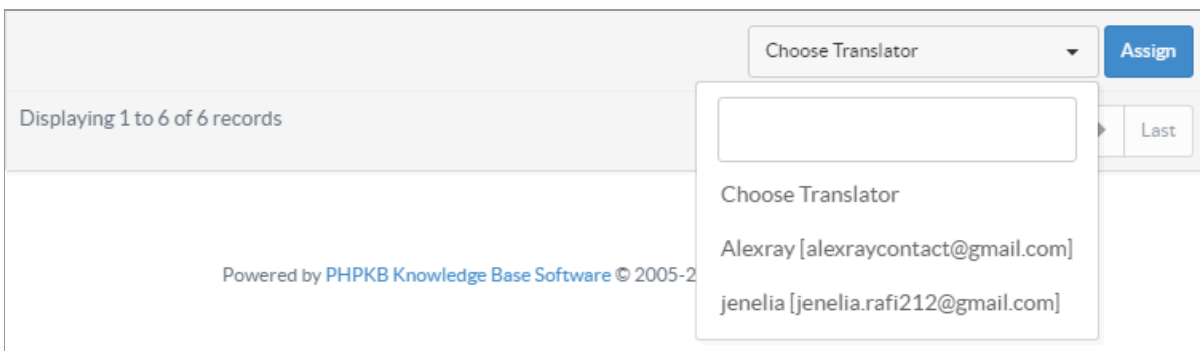 Choose Translator
Assign
Displaying 1 to 6 of 6 records
Last
Choose Translator
Alexray [alexraycontact@gmail.com]
Powered by PHPKB Knowledge Base Software © 2005-2
jenelia [jenelia.rafi212@gmail.com]